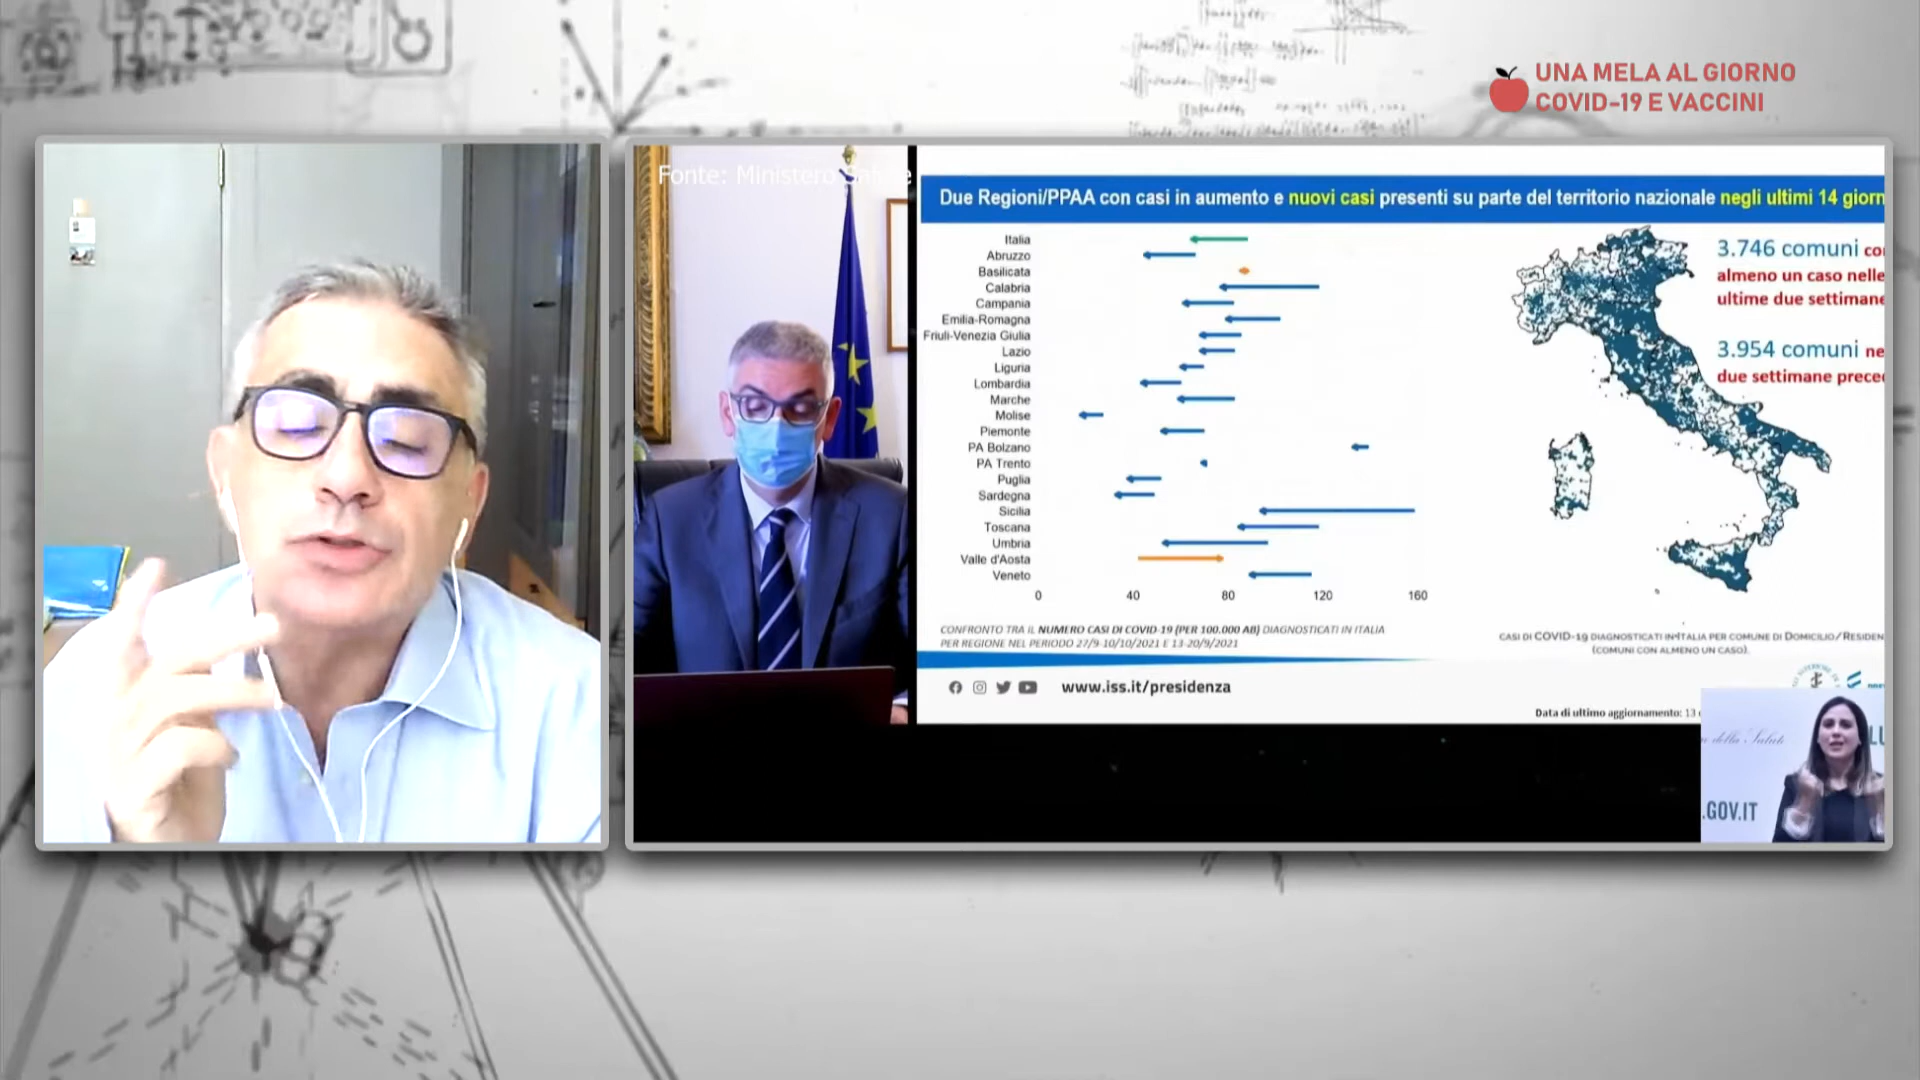 UNA MELA AL GIORNO
COVID-19 E VACCINI
Fonte: Ministero Salute
Due Regioni/PPAA con casi in aumento e nuovi casi presenti su parte del territorio nazionale negli ultimi 14 giorn
Italia
Abruzzo
Basilicata
Calabria
Campania
Emilia-Romagna
Friuli-Venezia Giulia
Lazio
Liguria
Lombardia
Marche
Molise
Piemonte
PA Bolzano
PA Trento
Puglia
Sardegna
Sicilia
Toscana
Umbria
Valle d'Aosta
Veneto
0 40 80 120 160
CONFRONTO TRA IL NUMERO CASI DI COVID-19 (PER 100.000 AB) DIAGNOSTICATI IN ITALIA
PER REGIONE NEL PERIODO 27/9-10/10/2021 E 13-20/9/2021
3.746 comuni co
almeno un caso nelle
ultime due settimane
3.954 comuni ne
due settimane prece
CASI DI COVID-19 DIAGNOSTICATI IN ITALIA PER COMUNE DI DOMICILIO/RESIDEN
(COMUNI CON ALMENO UN CASO)
www.iss.it/presidenza
Data di ultimo aggiornamento: 13
della Salute
LU
.GOV.IT